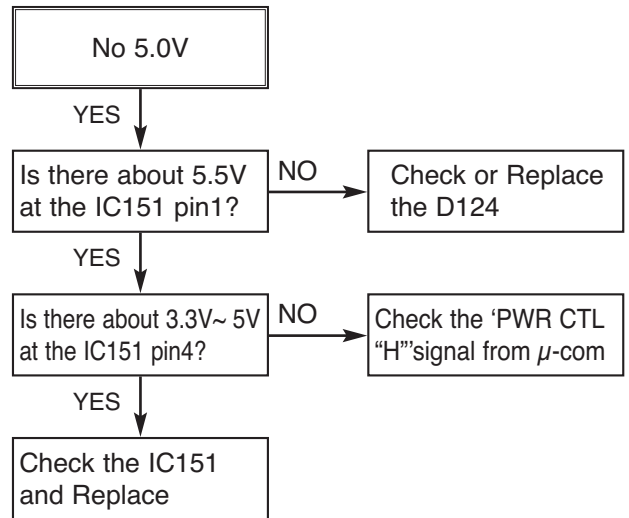 No 5.0V
YES
Is there about 5.5V
at the IC151 pin1?
NO
Check or Replace
the D124
YES
Is there about 3.3V~ 5V
at the IC151 pin4?
NO
Check the ‘PWR CTL
“H”’signal from µ-com
YES
Check the IC151
and Replace